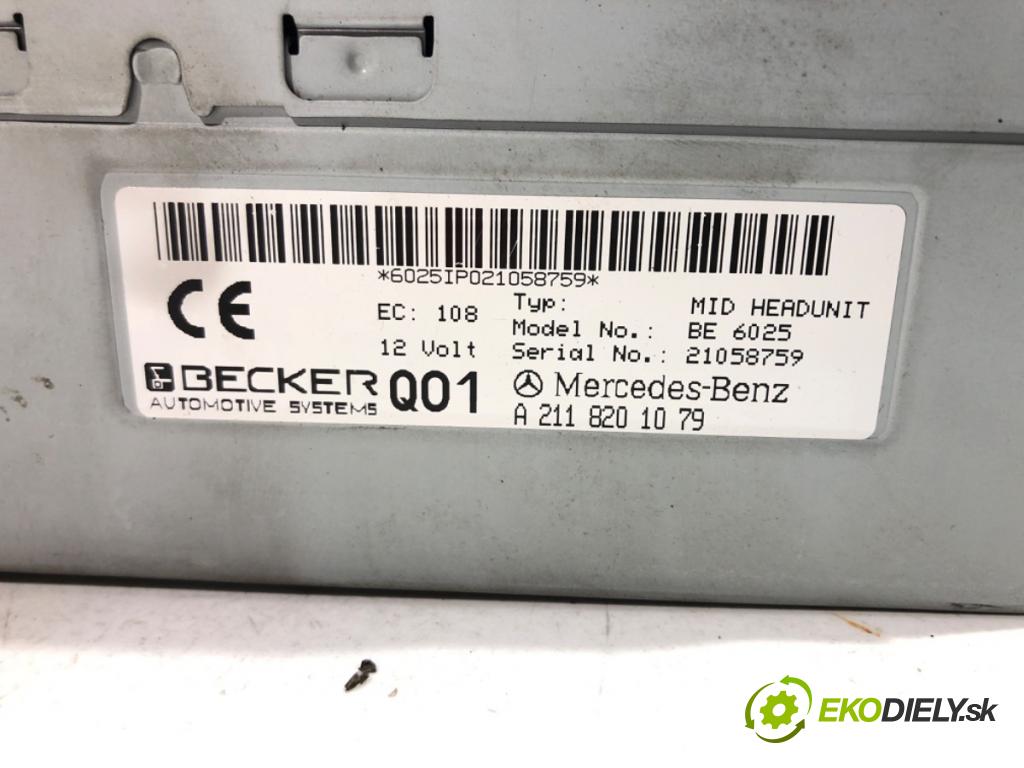 *6025IP021058759*
CE
EC: 108
12 Volt
Typ: MID HEADUNIT
Model No.: BE 6025
Serial No.: 21058759
BECKER
AUTOMOTIVE SYSTEMS
Q01
Mercedes-Benz
A 211 820 10 79
EKODIELY.sk